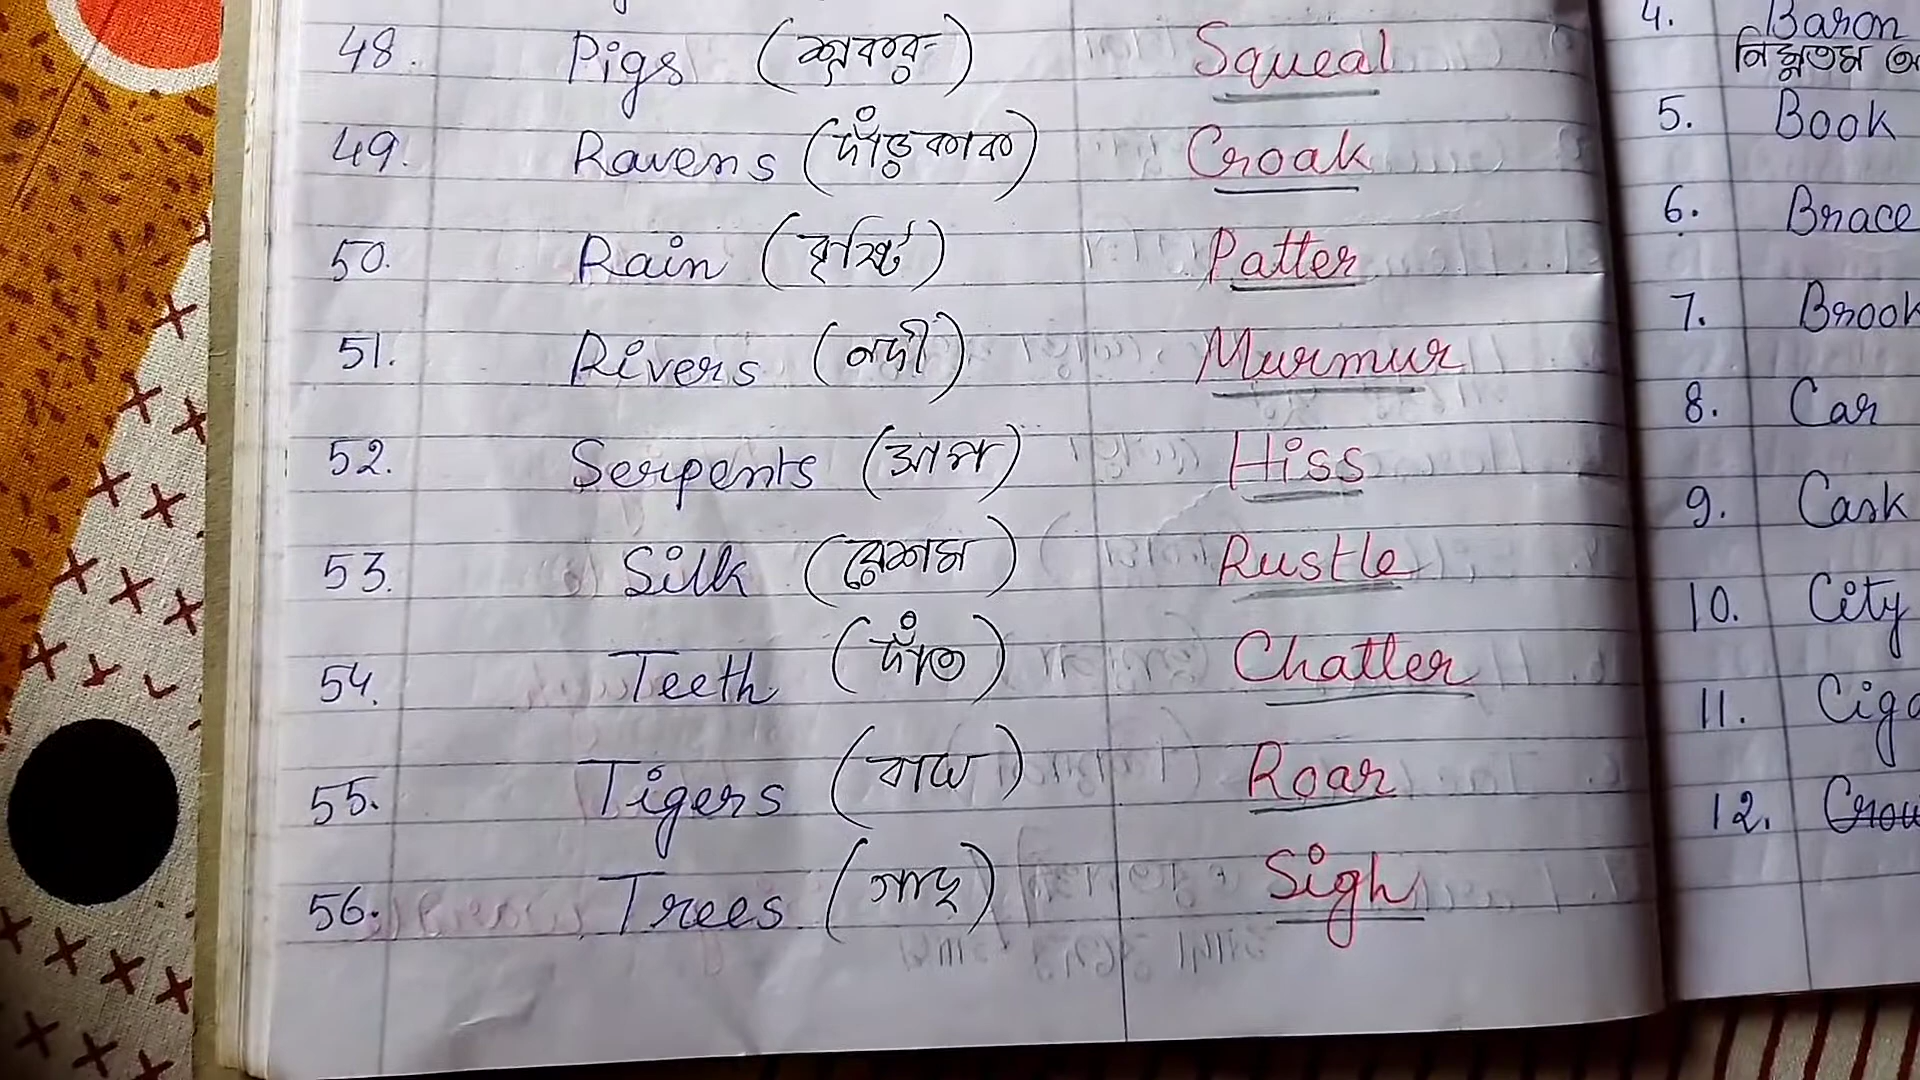 48. Pigs (শূকর) Squeal
49. Ravens (দাঁড়কাক) Croak
50. Rain (বৃষ্টি) Patter
51. Rivers (নদী) Murmur
52. Serpents (সাপ) Hiss
53. Silk (রেশম) Rustle
54. Teeth (দাঁত) Chatter
55. Tigers (বাঘ) Roar
56. Trees (গাছ) Sigh
4. Baron
নিম্নতম
5. Book
6. Brace
7. Brook
8. Car
9. Cask
10. City
11.
12.